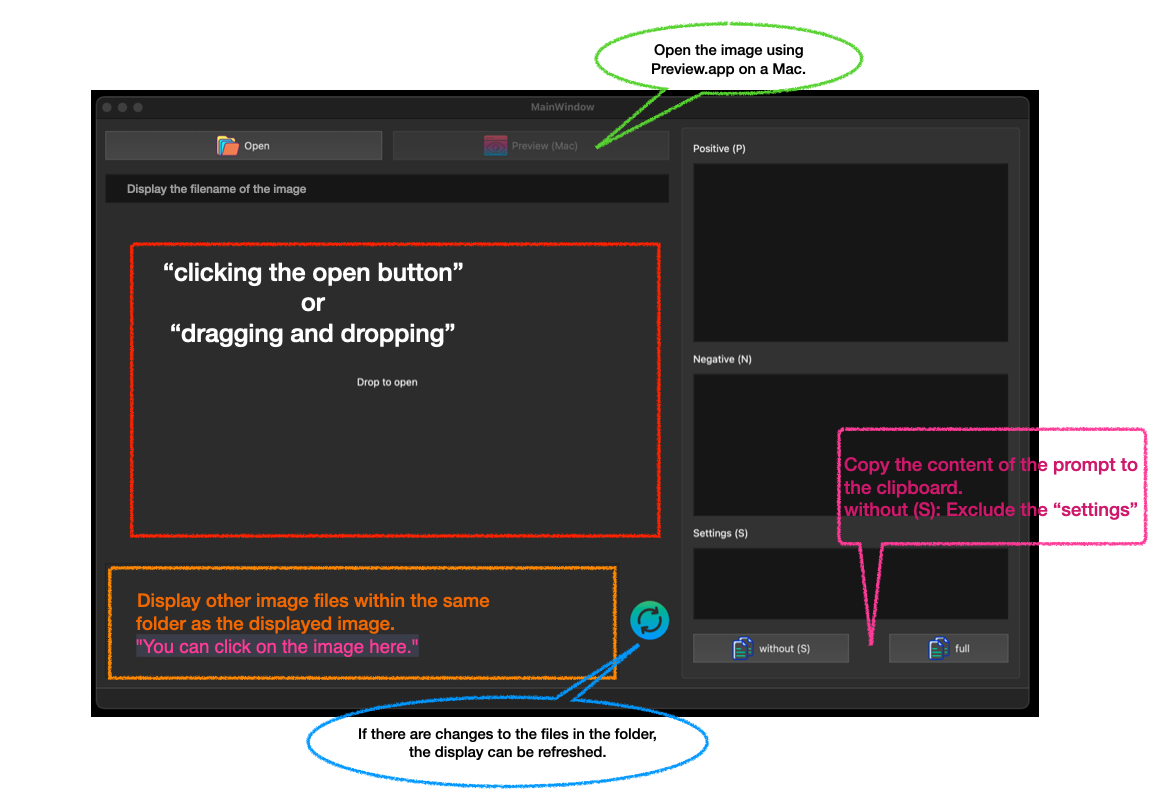 Open the image using
Preview.app on a Mac.
MainWindow
Open
Preview (Mac)
Display the filename of the image
“clicking the open button”
or
“dragging and dropping”
Drop to open
Display other image files within the same
folder as the displayed image.
"You can click on the image here."
If there are changes to the files in the folder,
the display can be refreshed.
Positive (P)
Negative (N)
Copy the content of the prompt to
the clipboard.
without (S): Exclude the “settings”
Settings (S)
without (S)
full